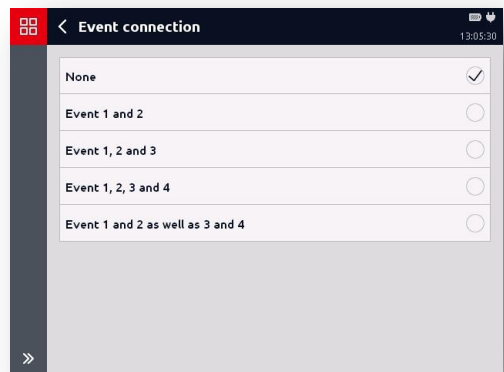 Event connection
13:05:30
None
Event 1 and 2
Event 1, 2 and 3
Event 1, 2, 3 and 4
Event 1 and 2 as well as 3 and 4